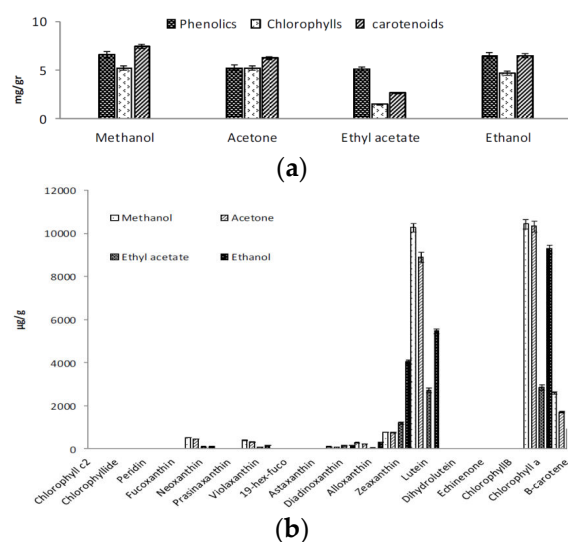 Phenolics Chlorophylls carotenoids
10
5
0
mg/gr
Methanol Acetone Ethyl acetate Ethanol
(a)
12000
10000
8000
6000
4000
2000
0
µg/g
Methanol Acetone
Ethyl acetate Ethanol
Chlorophyll c2
Chlorophyllide
Peridin
Fucoxanthin
Neoxanthin
Prasinaxanthin
Violaxanthin
19-hex-fuco
Astaxanthin
Diadinoxanthin
Alloxanthin
Zeaxanthin
Lutein
Dihydrolutein
Echinenone
ChlorophyllB
Chlorophyll a
B-carotene
(b)